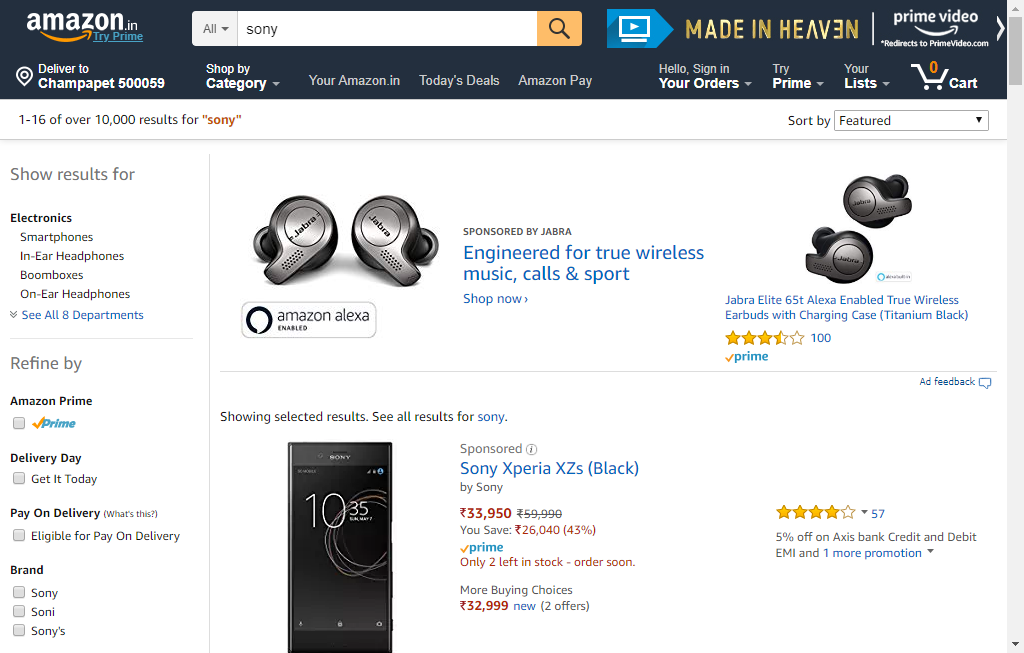 amazon.in
Try Prime
All
sony
MADE IN HEAVEN
prime video
*Redirects to PrimeVideo.com
Deliver to
Champapet 500059
Shop by
Category
Your Amazon.in
Today's Deals
Amazon Pay
Hello, Sign in
Your Orders
Try
Prime
Your
Lists
0
Cart
1-16 of over 10,000 results for "sony"
Sort by Featured
Show results for
Electronics
Smartphones
In-Ear Headphones
Boomboxes
On-Ear Headphones
See All 8 Departments
Refine by
Amazon Prime
Prime
Delivery Day
Get It Today
Pay On Delivery (What's this?)
Eligible for Pay On Delivery
Brand
Sony
Soni
Sony's
Jabra
Jabra
amazon alexa
ENABLED
SPONSORED BY JABRA
Engineered for true wireless
music, calls & sport
Shop now ›
Jabra
Jabra
Jabra Elite 65t Alexa Enabled True Wireless
Earbuds with Charging Case (Titanium Black)
100
prime
Ad feedback
Showing selected results. See all results for sony.
SONY
10:35
SUN, MAY 7
Sponsored
Sony Xperia XZs (Black)
by Sony
₹33,950 ₹59,990
You Save: ₹26,040 (43%)
prime
Only 2 left in stock - order soon.
More Buying Choices
₹32,999 new (2 offers)
57
5% off on Axis bank Credit and Debit
EMI and 1 more promotion